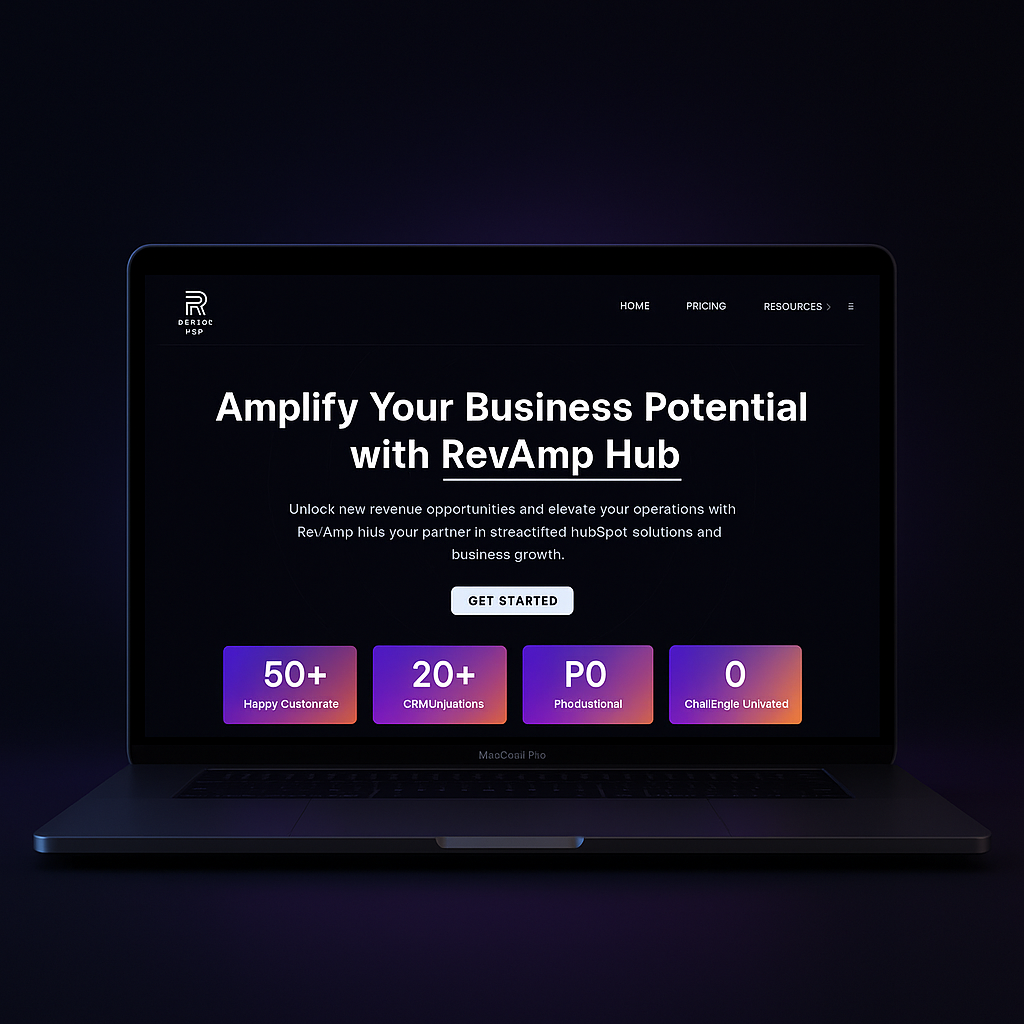 DERIOC
HSP
HOME
PRICING
RESOURCES
Amplify Your Business Potential
with RevAmp Hub
Unlock new revenue opportunities and elevate your operations with
Rev/Amp hiuls your partner in streactifted hubSpot solutions and
business growth.
GET STARTED
50+
Happy Custonrate
20+
CRMUnjuations
P0
Phodustional
0
ChallEngle Univated
MacCosil Pho